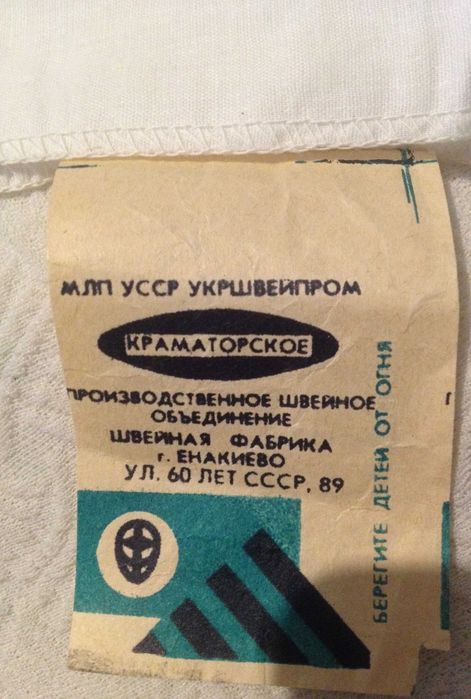 МЛП УССР УКРШВЕЙПРОМ
КРАМАТОРСКОЕ
ПРОИЗВОДСТВЕННОЕ ШВЕЙНОЕ
ОБЪЕДИНЕНИЕ
ШВЕЙНАЯ ФАБРИКА
г. ЕНАКИЕВО
УЛ. 60 ЛЕТ СССР, 89
БЕРЕГИТЕ ДЕТЕЙ ОТ ОГНЯ